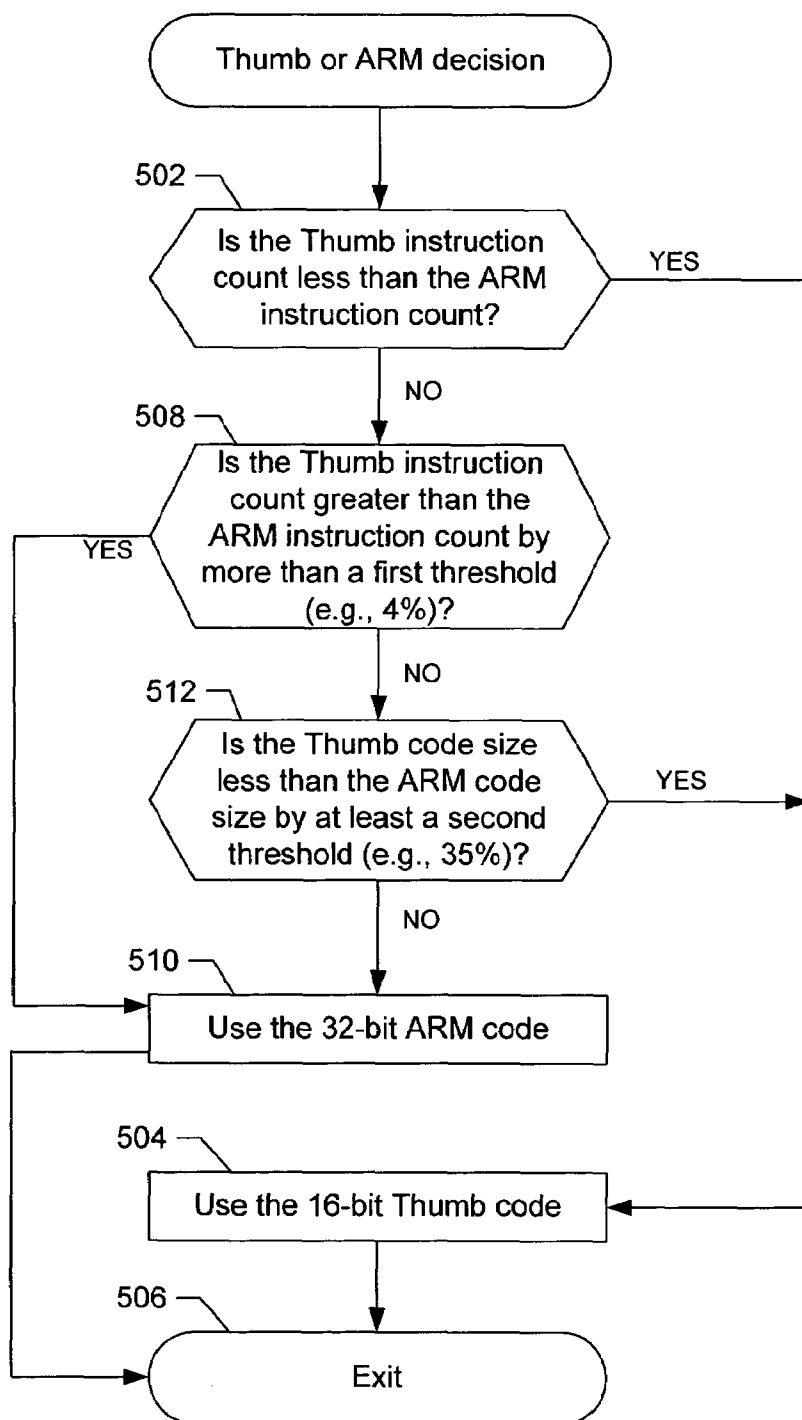 Thumb or ARM decision
502
Is the Thumb instruction
count less than the ARM
instruction count?
YES
NO
508
Is the Thumb instruction
count greater than the
ARM instruction count by
more than a first threshold
(e.g., 4%)?
YES
NO
512
Is the Thumb code size
less than the ARM code
size by at least a second
threshold (e.g., 35%)?
YES
NO
510
Use the 32-bit ARM code
504
Use the 16-bit Thumb code
506
Exit